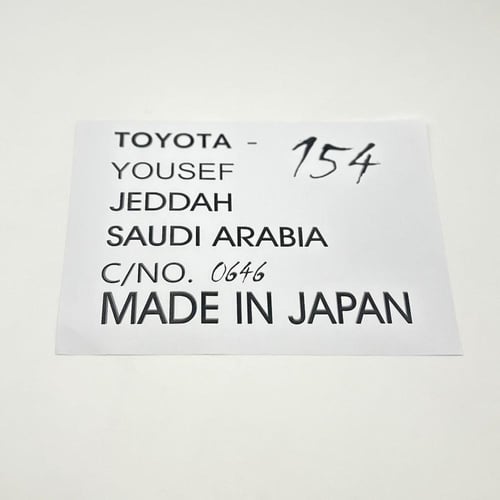 TOYOTA - 154
YOUSEF
JEDDAH
SAUDI ARABIA
C/NO. 0646
MADE IN JAPAN